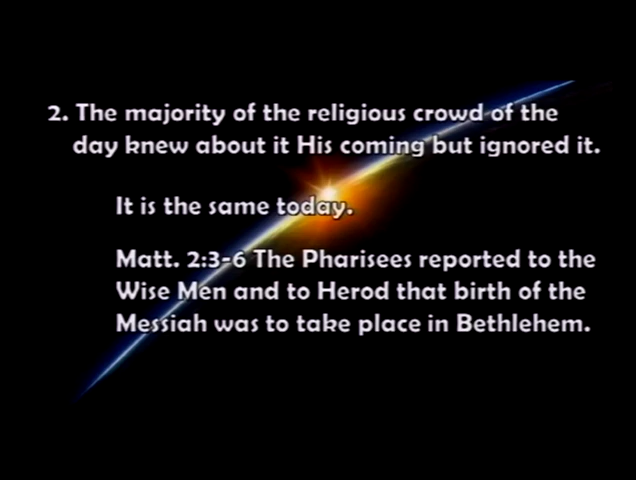 2. The majority of the religious crowd of the
day knew about it His coming but ignored it.
It is the same today.
Matt. 2:3-6 The Pharisees reported to the
Wise Men and to Herod that birth of the
Messiah was to take place in Bethlehem.